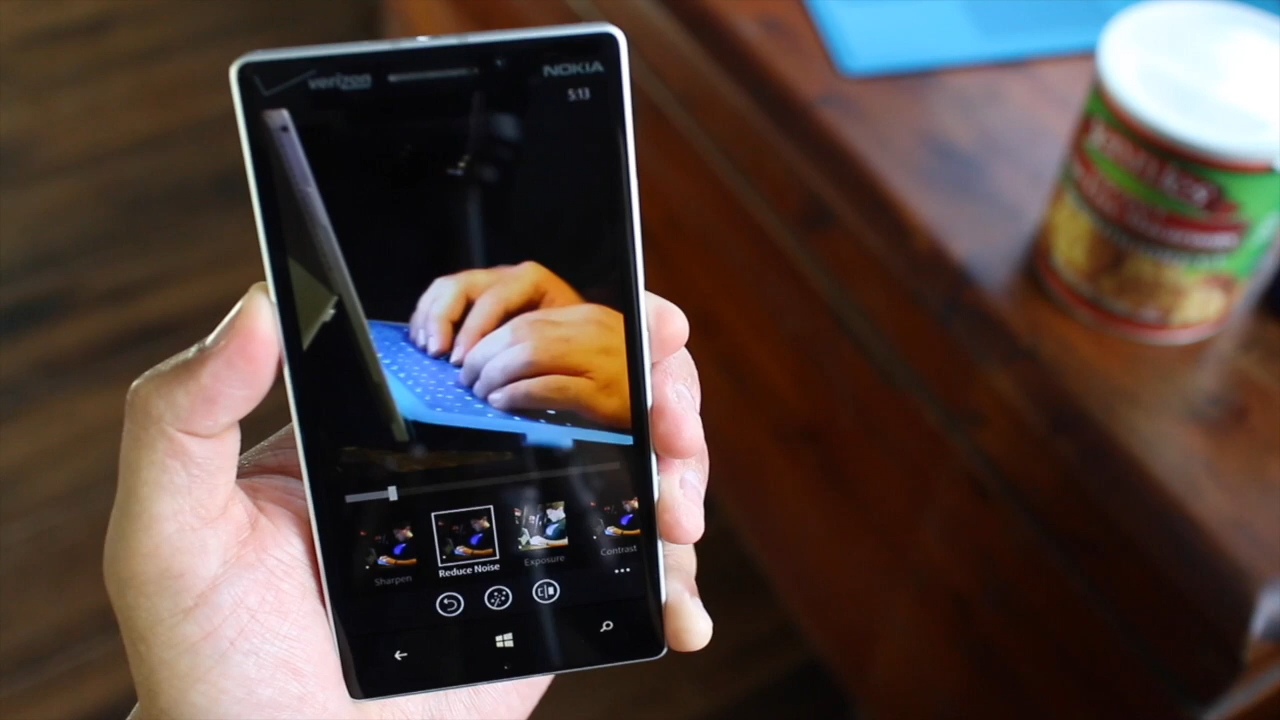 verizon
NOKIA
5:13
Sharpen
Reduce Noise
Exposure
Contrast